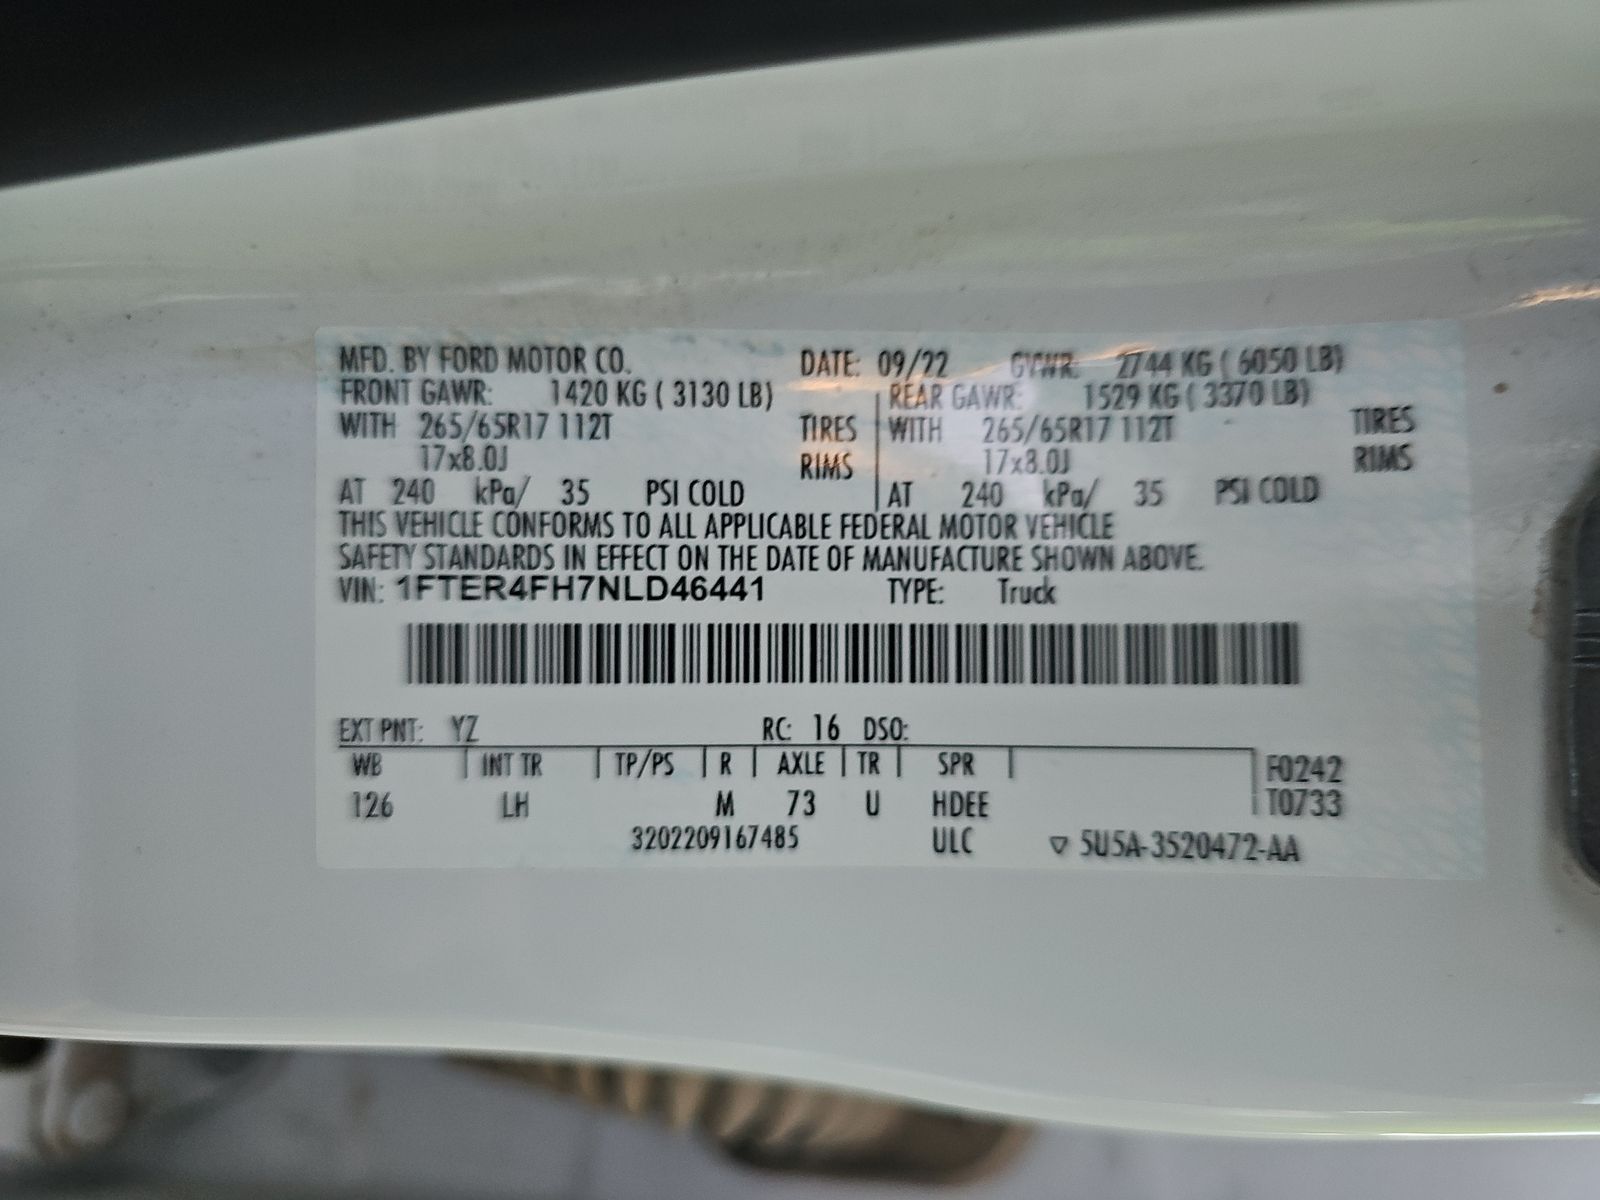 MFD. BY FORD MOTOR CO. DATE: 09/22 GVWR: 2744 KG ( 6050 LB)
FRONT GAWR: 1420 KG ( 3130 LB) REAR GAWR: 1529 KG ( 3370 LB)
WITH 265/65R17 112T TIRES WITH 265/65R17 112T TIRES
17x8.0J RIMS 17x8.0J RIMS
AT 240 kPa/ 35 PSI COLD AT 240 kPa/ 35 PSI COLD
THIS VEHICLE CONFORMS TO ALL APPLICABLE FEDERAL MOTOR VEHICLE
SAFETY STANDARDS IN EFFECT ON THE DATE OF MANUFACTURE SHOWN ABOVE.
VIN: 1FTER4FH7NLD46441 TYPE: Truck
EXT PNT: YZ RC: 16 DSO:
WB INT TR TP/PS R AXLE TR SPR F0242
126 LH M 73 U HDEE T0733
3202209167485 ULC ▽ 5U5A-3520472-AA